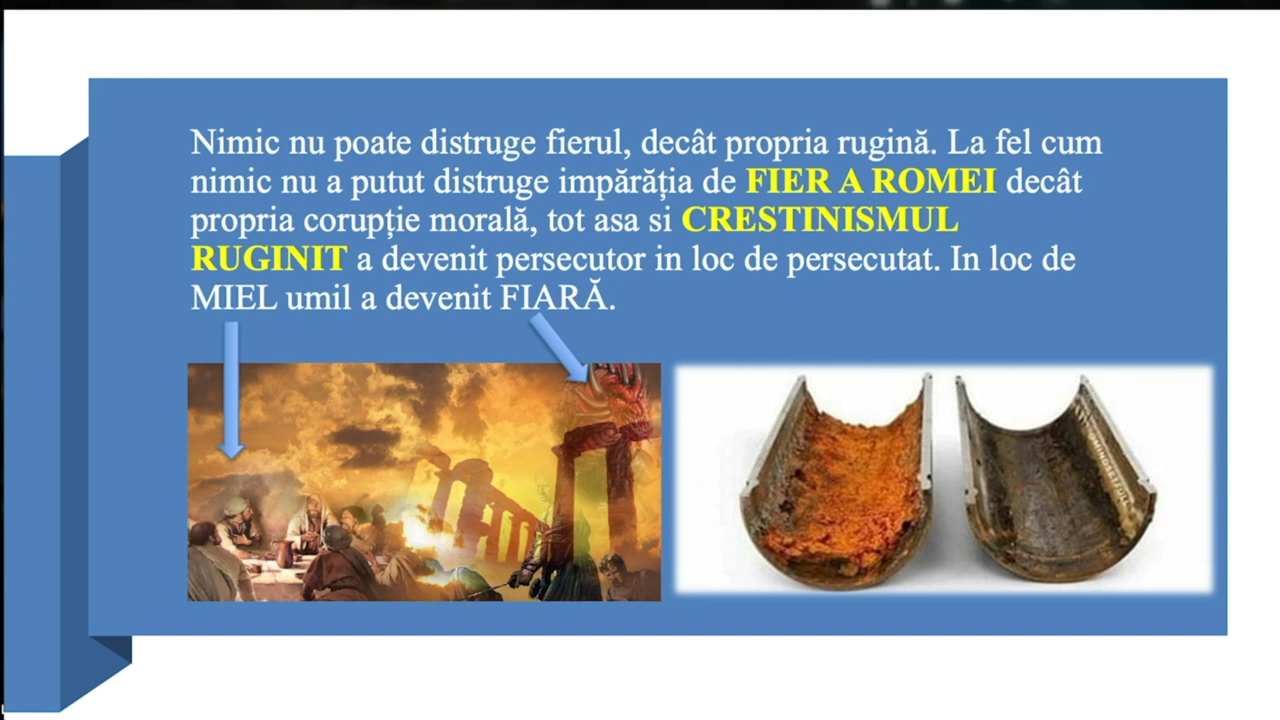 Nimic nu poate distruge fierul, decât propria rugină. La fel cum
nimic nu a putut distruge impărăția de FIER A ROMEI decât
propria corupție morală, tot asa si CRESTINISMUL
RUGINIT a devenit persecutor in loc de persecutat. In loc de
MIEL umil a devenit FIARĂ.